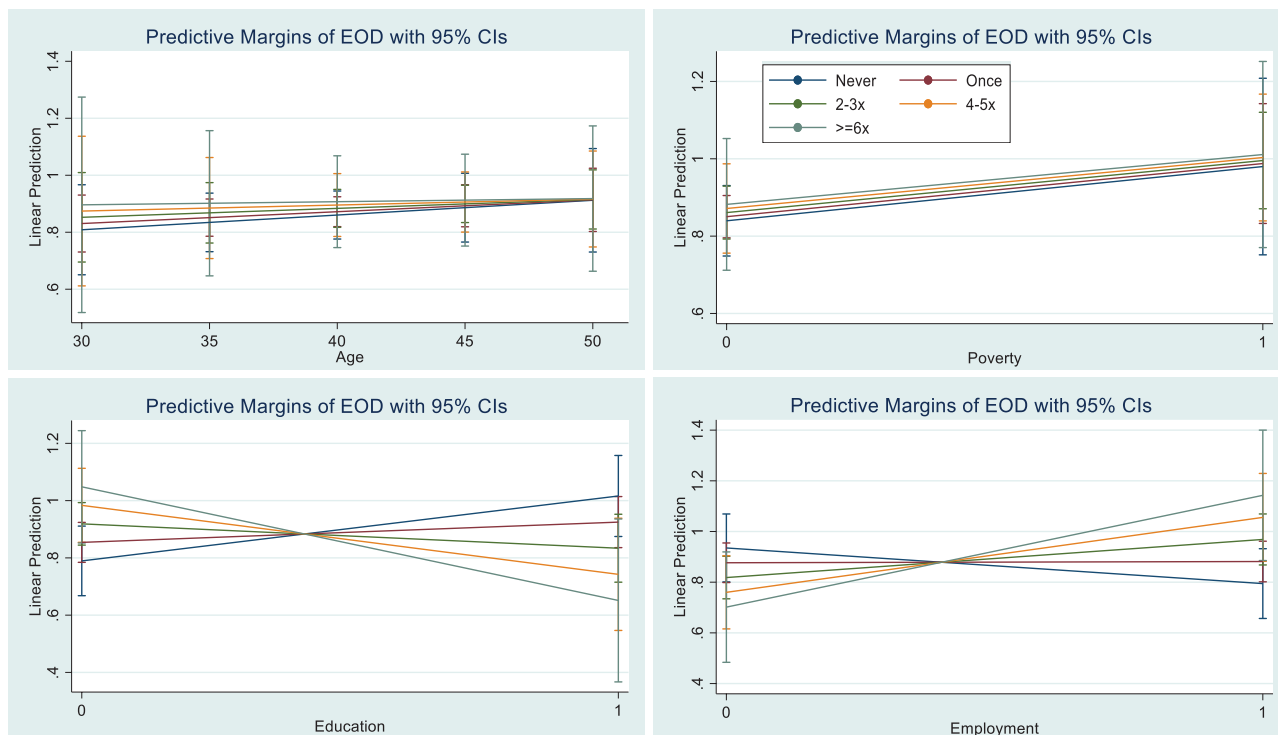 Predictive Margins of EOD with 95% CIs
Linear Prediction
1.4
1.2
1
.8
.6
30 35 40 45 50
Age
Predictive Margins of EOD with 95% CIs
Never Once
2-3x 4-5x
>=6x
Linear Prediction
1.2
1
.8
.6
0 1
Poverty
Predictive Margins of EOD with 95% CIs
Linear Prediction
1.2
1
.8
.6
.4
0 1
Education
Predictive Margins of EOD with 95% CIs
Linear Prediction
1.4
1.2
1
.8
.6
.4
0 1
Employment